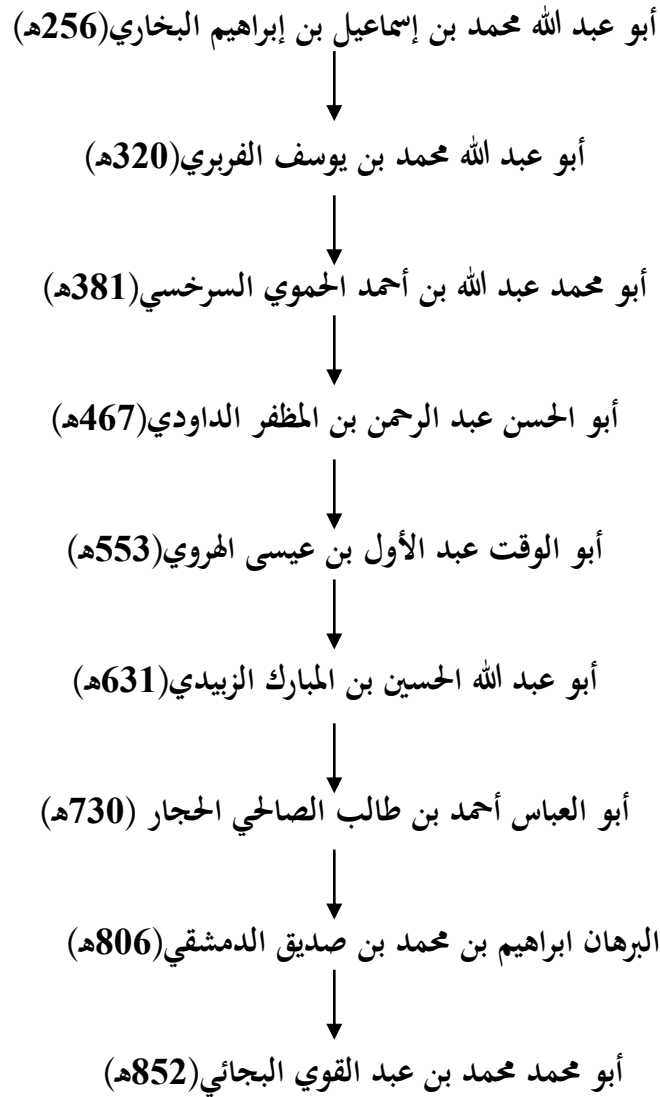 أبو عبد الله محمد بن إسماعيل بن إبراهيم البخاري(256هـ)
أبو عبد الله محمد بن يوسف الفربري(320هـ)
أبو محمد عبد الله بن أحمد الحموي السرخسي(381هـ)
أبو الحسن عبد الرحمن بن المظفر الداودي(467هـ)
أبو الوقت عبد الأول بن عيسى الهروي(553هـ)
أبو عبد الله الحسين بن المبارك الزبيدي(631هـ)
أبو العباس أحمد بن طالب الصالحي الحجار (730هـ)
البرهان ابراهيم بن محمد بن صديق الدمشقي(806هـ)
أبو محمد محمد بن عبد القوي البجائي(852هـ)